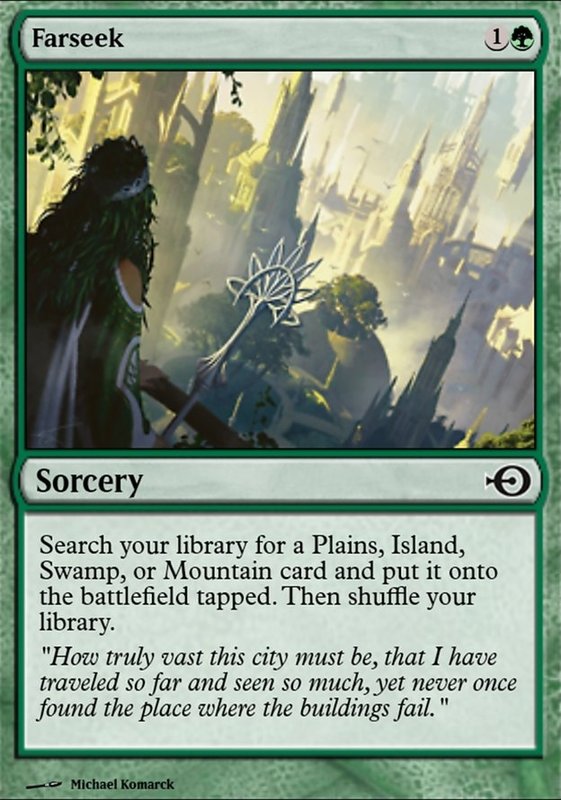 Farseek
1
Sorcery
Search your library for a Plains, Island,
Swamp, or Mountain card and put it onto
the battlefield tapped. Then shuffle your
library.
"How truly vast this city must be, that I have
traveled so far and seen so much, yet never once
found the place where the buildings fail."
Michael Komarck